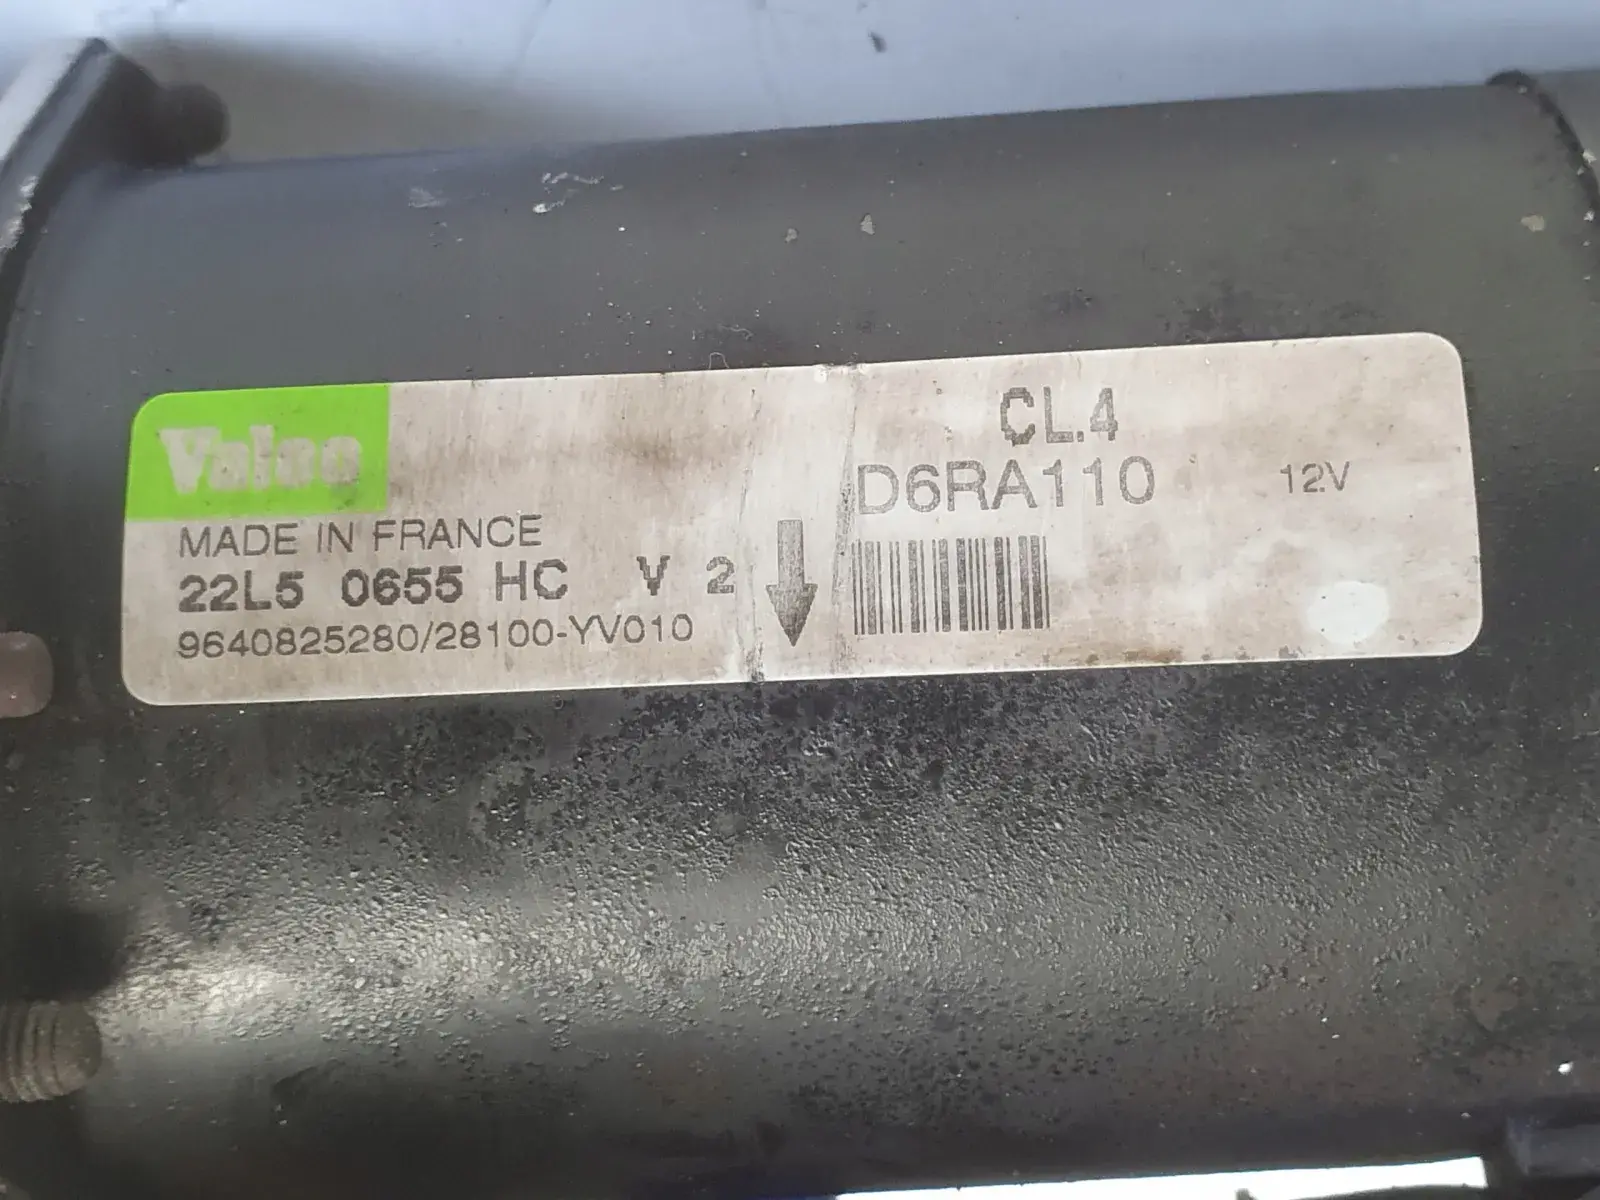 Valeo
MADE IN FRANCE
22L5 0655 HC V 2
9640825280/28100-YV010
CL.4
D6RA110
12V